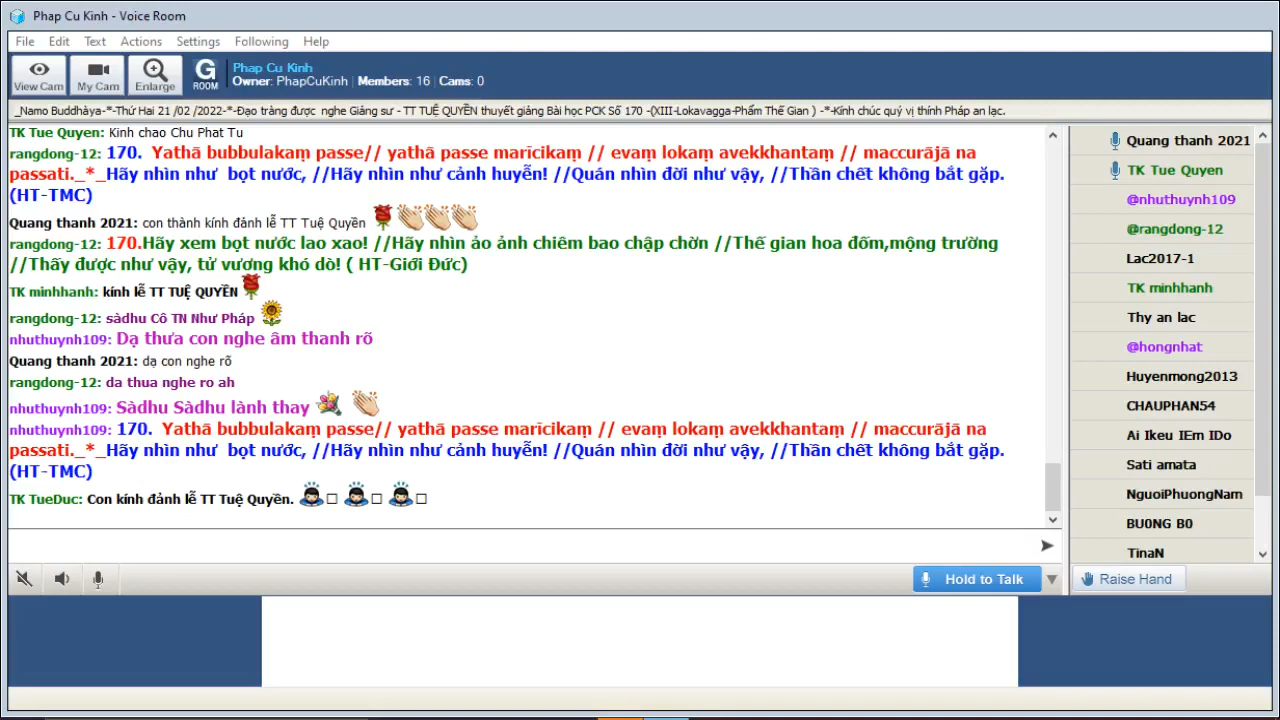 Phap Cu Kinh - Voice Room
File Edit Text Actions Settings Following Help
View Cam My Cam Enlarge G ROOM
Phap Cu Kinh
Owner: PhapCuKinh Members: 16 Cams: 0
_Namo Buddhàya-*-Thứ Hai 21 /02 /2022-*-Đạo tràng được nghe Giảng sư - TT TUỆ QUYỀN thuyết giảng Bài học PCK Số 170 -(XIII-Lokavagga-Phẩm Thế Gian ) -*-Kính chúc quý vị thính Pháp an lạc.
TK Tue Quyen: Kinh chao Chu Phat Tu
rangdong-12: 170. Yathā bubbulakaṃ passe// yathā passe marīcikaṃ // evaṃ lokaṃ avekkhantaṃ // maccurājā na
passati._*_Hãy nhìn như bọt nước, //Hãy nhìn như cảnh huyễn! //Quán nhìn đời như vậy, //Thần chết không bắt gặp.
(HT-TMC)
Quang thanh 2021: con thành kính đảnh lễ TT Tuệ Quyền
rangdong-12: 170.Hãy xem bọt nước lao xao! //Hãy nhìn ảo ảnh chiêm bao chập chờn //Thế gian hoa đốm,mộng trường
//Thấy được như vậy, tử vương khó dò! ( HT-Giới Đức)
TK minhhanh: kính lễ TT TUỆ QUYỀN
rangdong-12: sàdhu Cô TN Như Pháp
nhuthuynh109: Dạ thưa con nghe âm thanh rõ
Quang thanh 2021: dạ con nghe rõ
rangdong-12: da thua nghe ro ah
nhuthuynh109: Sàdhu Sàdhu lành thay
nhuthuynh109: 170. Yathā bubbulakaṃ passe// yathā passe marīcikaṃ // evaṃ lokaṃ avekkhantaṃ // maccurājā na
passati._*_Hãy nhìn như bọt nước, //Hãy nhìn như cảnh huyễn! //Quán nhìn đời như vậy, //Thần chết không bắt gặp.
(HT-TMC)
TK TueDuc: Con kính đảnh lễ TT Tuệ Quyền.
Quang thanh 2021
TK Tue Quyen
@nhuthuynh109
@rangdong-12
Lac2017-1
TK minhhanh
Thy an lac
@hongnhat
Huyenmong2013
CHAUPHAN54
Ai Ikeu IEm IDo
Sati amata
NguoiPhuongNam
BU0NG B0
TinaN
Hold to Talk
Raise Hand